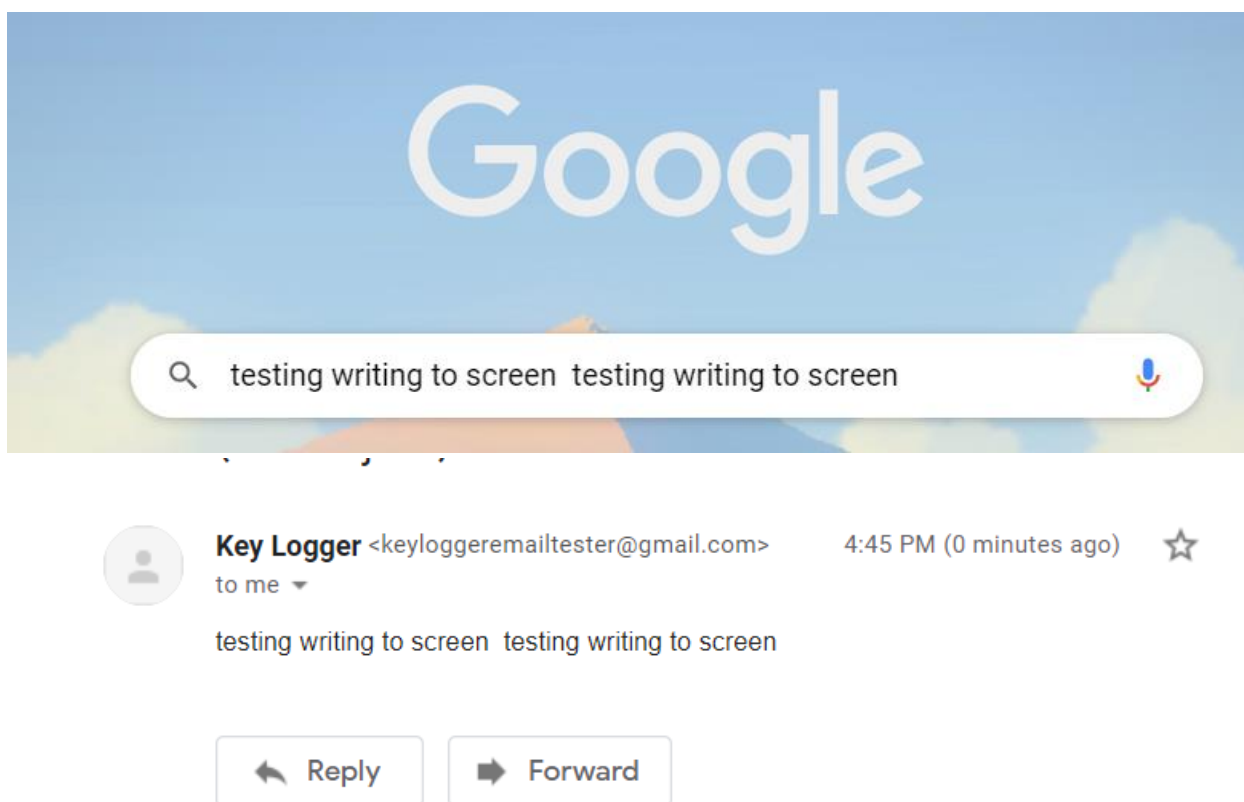 Google
testing writing to screen  testing writing to screen
Key Logger <keyloggeremailtester@gmail.com> 4:45 PM (0 minutes ago)
to me
testing writing to screen  testing writing to screen
Reply Forward